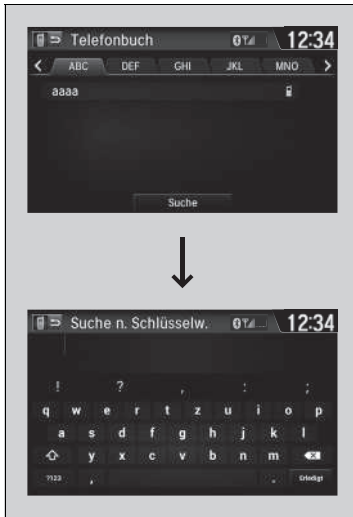 Telefonbuch 12:34
ABC DEF GHI JKL MNO
aaaa
Suche
Suche n. Schlüsselw. 12:34
! ? , : ;
q w e r t z u i o p
a s d f g h j k l
y x c v b n m
?123 , . Erledigt